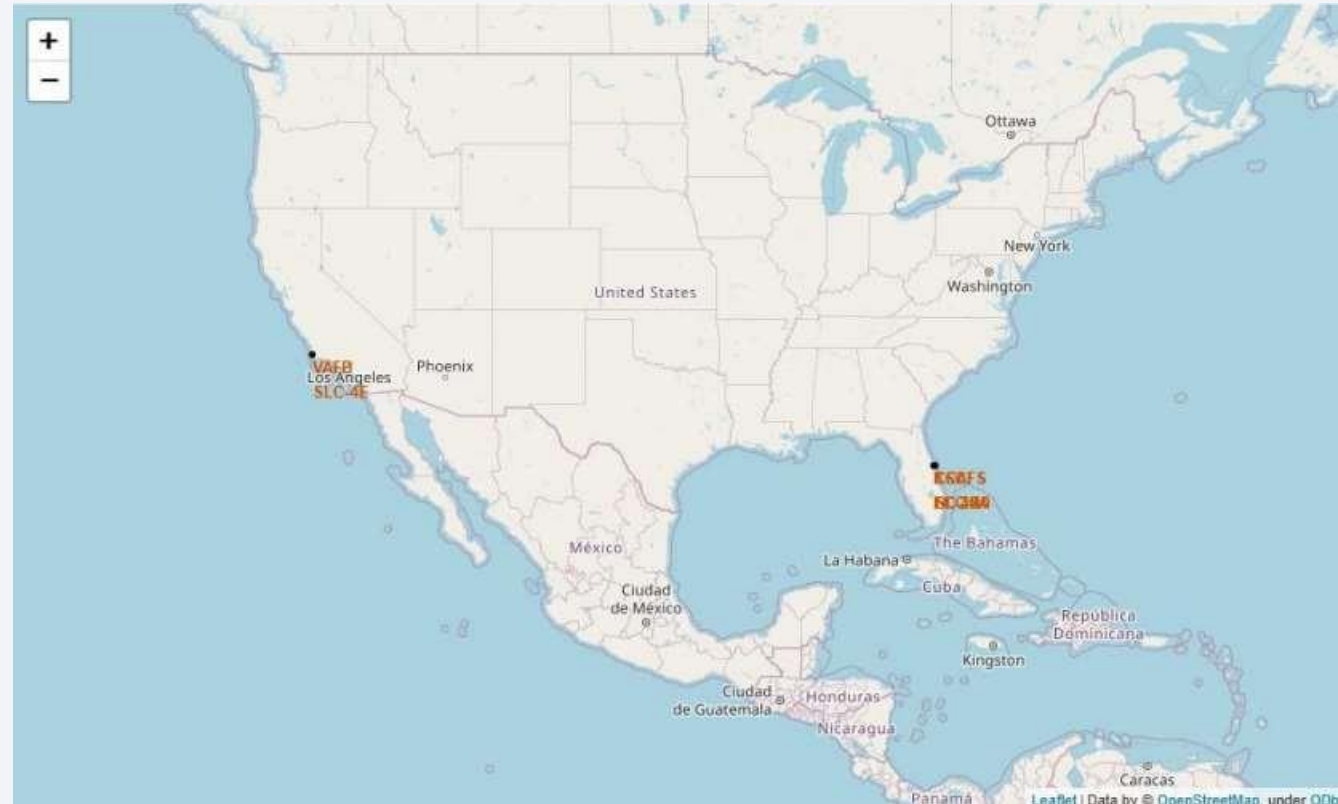 +
−
Ottawa
New York
Washington
United States
Phoenix
VAFB
Los Angeles
SLC-4E
The Bahamas
México
La Habana
Cuba
Ciudad
de México
República
Dominicana
Kingston
Ciudad
de Guatemala
Honduras
Nicaragua
Caracas
Panamá
Leaflet | Data by © OpenStreetMap, under ODb